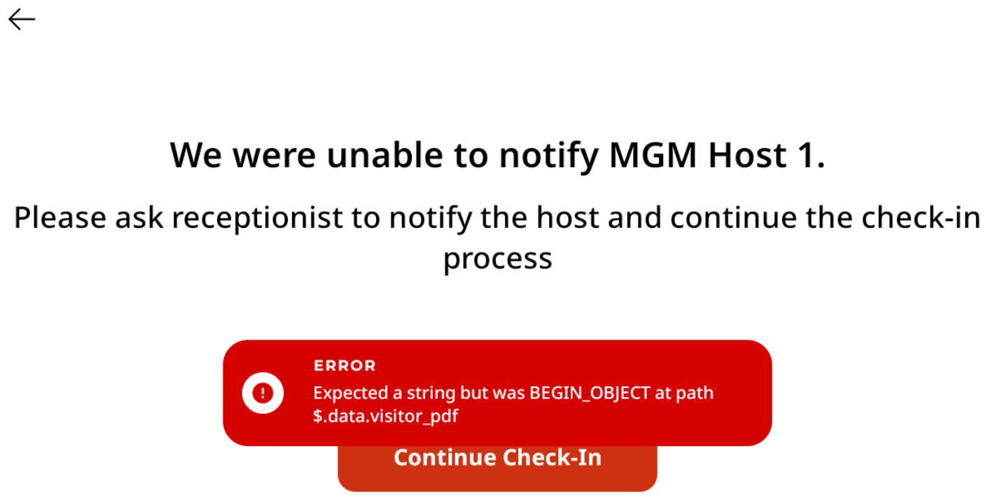 We were unable to notify MGM Host 1.
Please ask receptionist to notify the host and continue the check-in
process
ERROR
Expected a string but was BEGIN_OBJECT at path
$.data.visitor_pdf
Continue Check-In